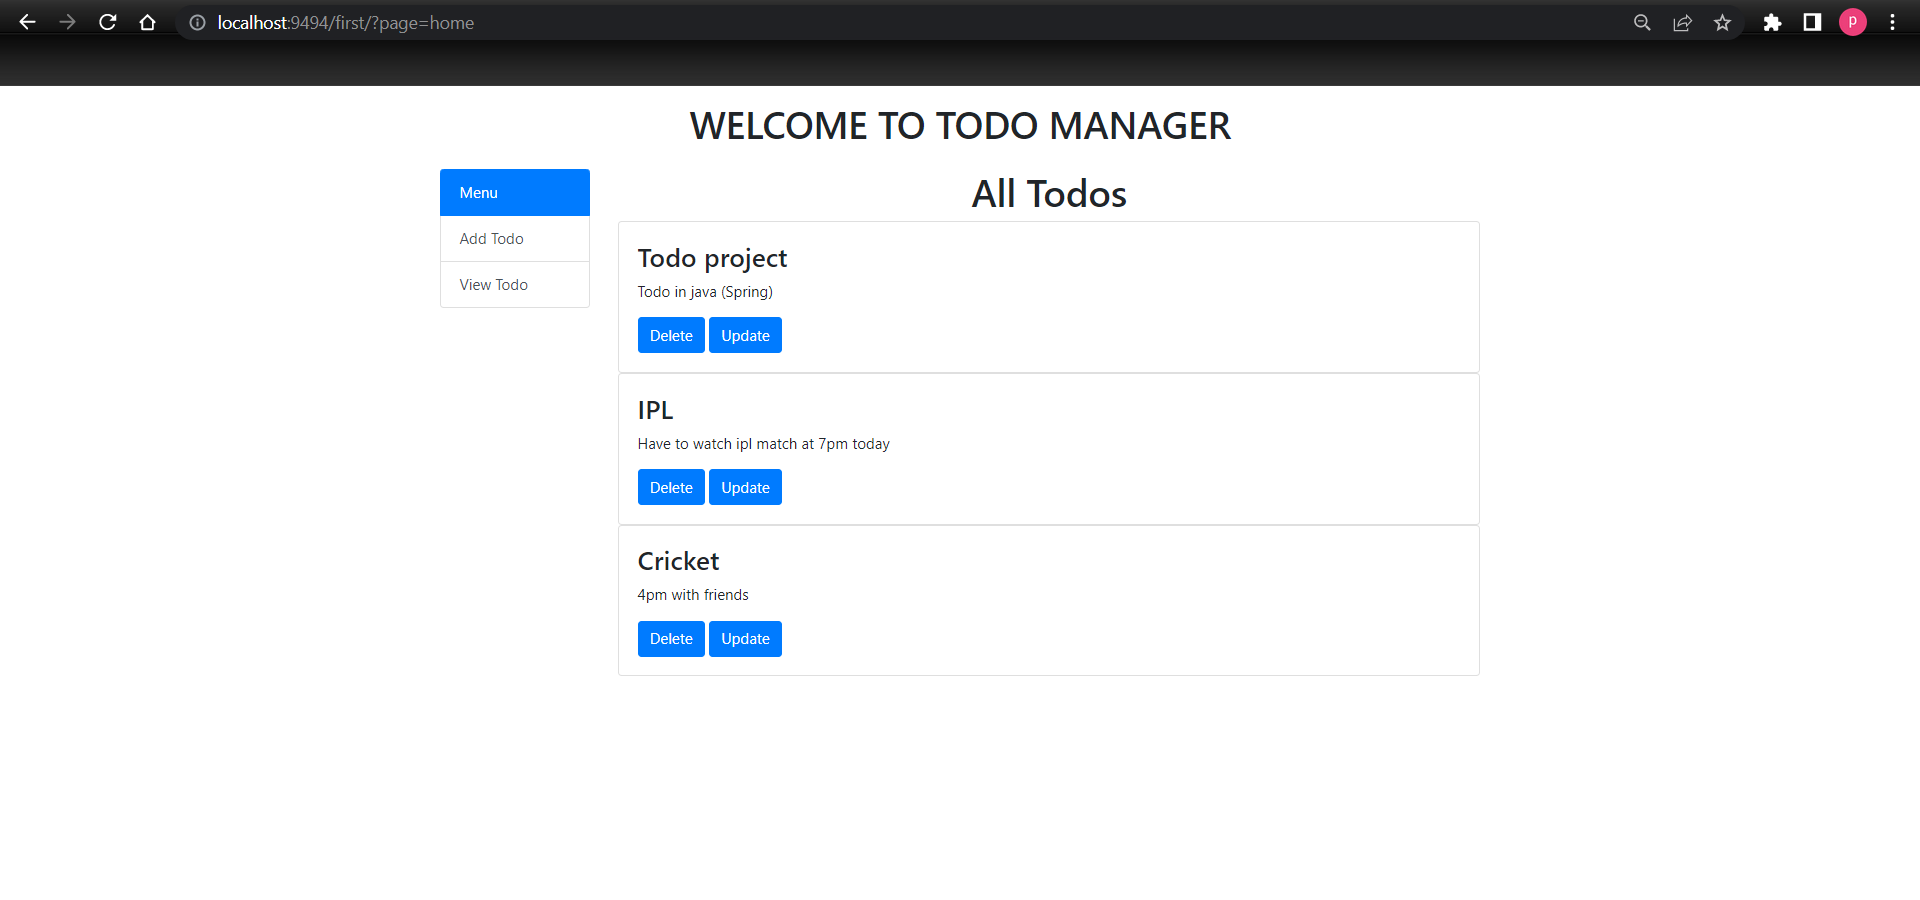 localhost:9494/first/?page=home
p
WELCOME TO TODO MANAGER
Menu
Add Todo
View Todo
All Todos
Todo project
Todo in java (Spring)
Delete Update
IPL
Have to watch ipl match at 7pm today
Delete Update
Cricket
4pm with friends
Delete Update